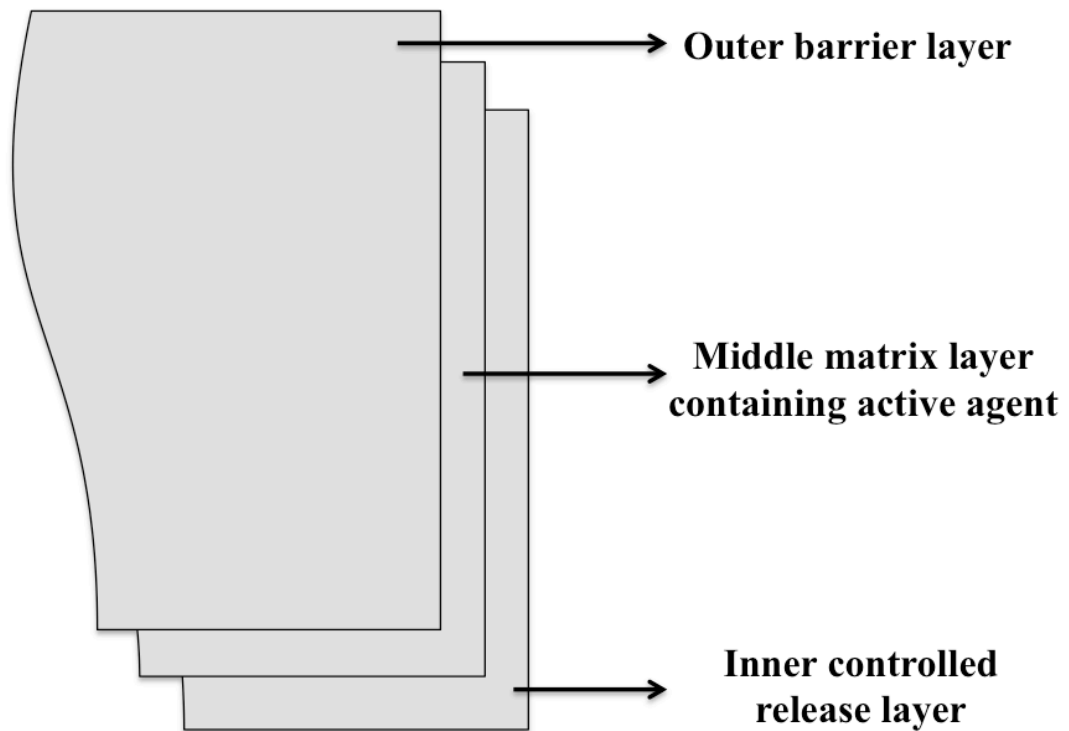 Outer barrier layer
Middle matrix layer
containing active agent
Inner controlled
release layer